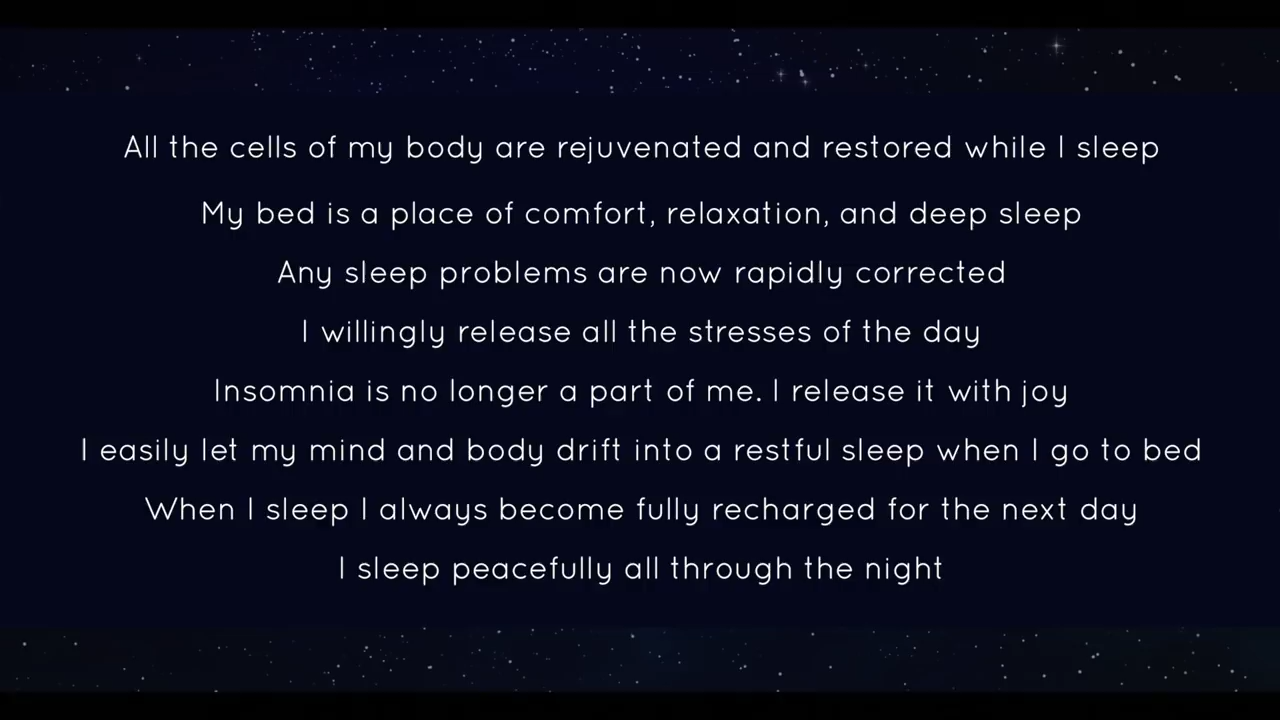 All the cells of my body are rejuvenated and restored while I sleep
My bed is a place of comfort, relaxation, and deep sleep
Any sleep problems are now rapidly corrected
I willingly release all the stresses of the day
Insomnia is no longer a part of me. I release it with joy
I easily let my mind and body drift into a restful sleep when I go to bed
When I sleep I always become fully recharged for the next day
I sleep peacefully all through the night